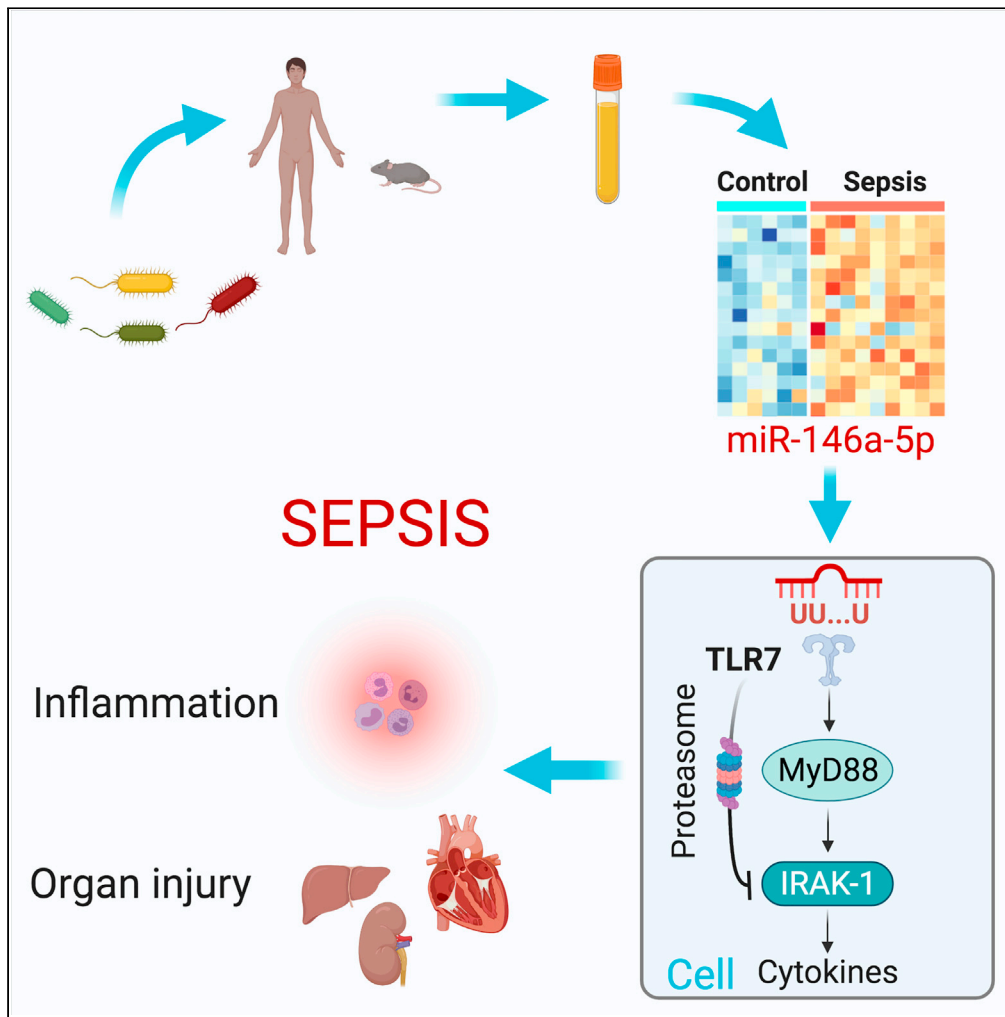 Control Sepsis
miR-146a-5p
SEPSIS
UU...U
TLR7
Proteasome
MyD88
IRAK-1
Cell Cytokines
Inflammation
Organ injury